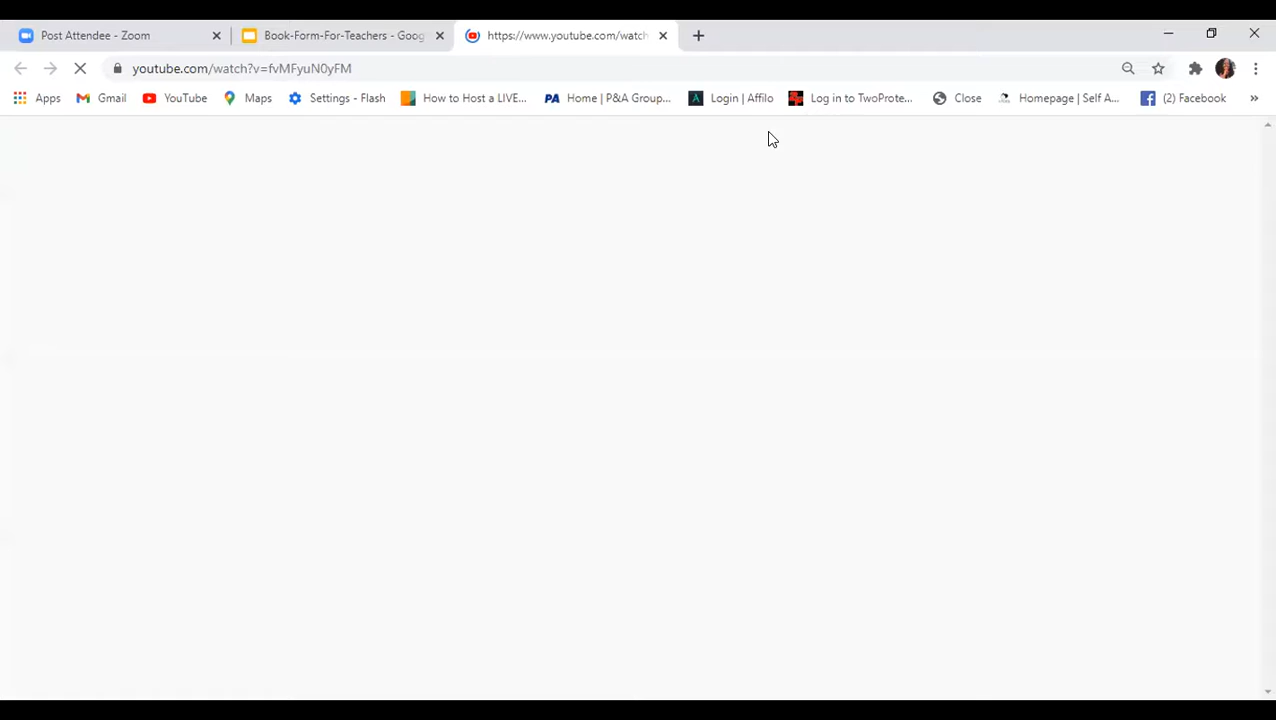 Post Attendee - Zoom
Book-Form-For-Teachers - Goog
https://www.youtube.com/watch
youtube.com/watch?v=fvMFyuN0yFM
Apps
Gmail
YouTube
Maps
Settings - Flash
How to Host a LIVE...
PA Home | P&A Group...
Login | Affilo
Log in to TwoProte...
Close
Homepage | Self A...
(2) Facebook